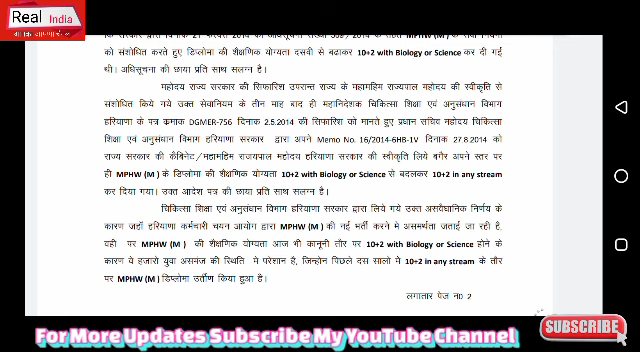 Real India
को संशोधित करते हुए डिप्लोमा की शैक्षणिक योग्यता दसवी से बढाकर 10+2 with Biology or Science कर दी गई
थी। अधिसूचना की छाया प्रति साथ सलग्न है।
महोदय राज्य सरकार की सिफारिश उपरान्त राज्य के महामहिम राज्यपाल महोदय की स्वीकृति से
संशोधित किये गये उक्त सेवानियम के तीन माह बाद ही महानिदेशक चिकित्सा शिक्षा एवं अनुसंधान विभाग
हरियाणा के पत्र कमाक DGMER-756 दिनाक 2.5.2014 की सिफारिश को मानते हुए प्रधान सचिव महोदय चिकित्सा
शिक्षा एवं अनुसंधान विभाग हरियाणा सरकार द्वारा अपने Memo No. 16/2014-6HB-1V दिनाक 27.8.2014 को
राज्य सरकार की कैबिनेट/महामहिम राजयपाल महोदय हरियाणा सरकार की स्वीकृति लिये बगैर अपने स्तर पर
ही MPHW (M) के डिप्लोमा की शैक्षणिक योग्यता 10+2 with Biology or Science से बदलकर 10+2 in any stream
कर दिया गया। उक्त आदेश पत्र की छाया प्रति साथ सलग्न है।
चिकित्सा शिक्षा एवं अनुसंधान विभाग हरियाणा सरकार द्वारा लिये गये उक्त असवैधानिक निर्णय के
कारण जहाँ हरियाणा कर्मचारी चयन आयोग द्वारा MPHW (M) की नई भर्ती करने मे असमर्थता जताई जा रही है,
वही पर MPHW (M) की शैक्षणिक योग्यता आज भी कानूनी तौर पर 10+2 with Biology or Science होने के
कारण ये हजारो युवा असमंज की स्थिति मे परेशान है, जिन्होन पिछले दस सालो मे 10+2 in any stream के तौर
पर MPHW (M) डिप्लोमा उर्तीण किया हुआ है।
लगातार पेज न0 2
For More Updates Subscribe My YouTube Channel
SUBSCRIBE